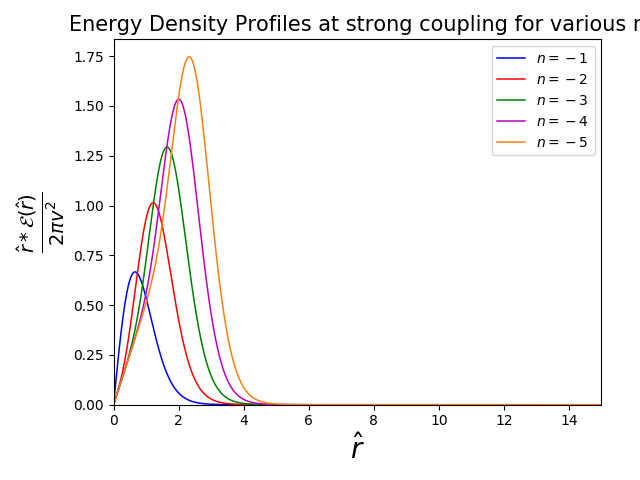 Energy Density Profiles at strong coupling for various n
r̂ * ℰ(r̂)
2πv²
1.75
1.50
1.25
1.00
0.75
0.50
0.25
0.00
n = −1
n = −2
n = −3
n = −4
n = −5
0 2 4 6 8 10 12 14
r̂